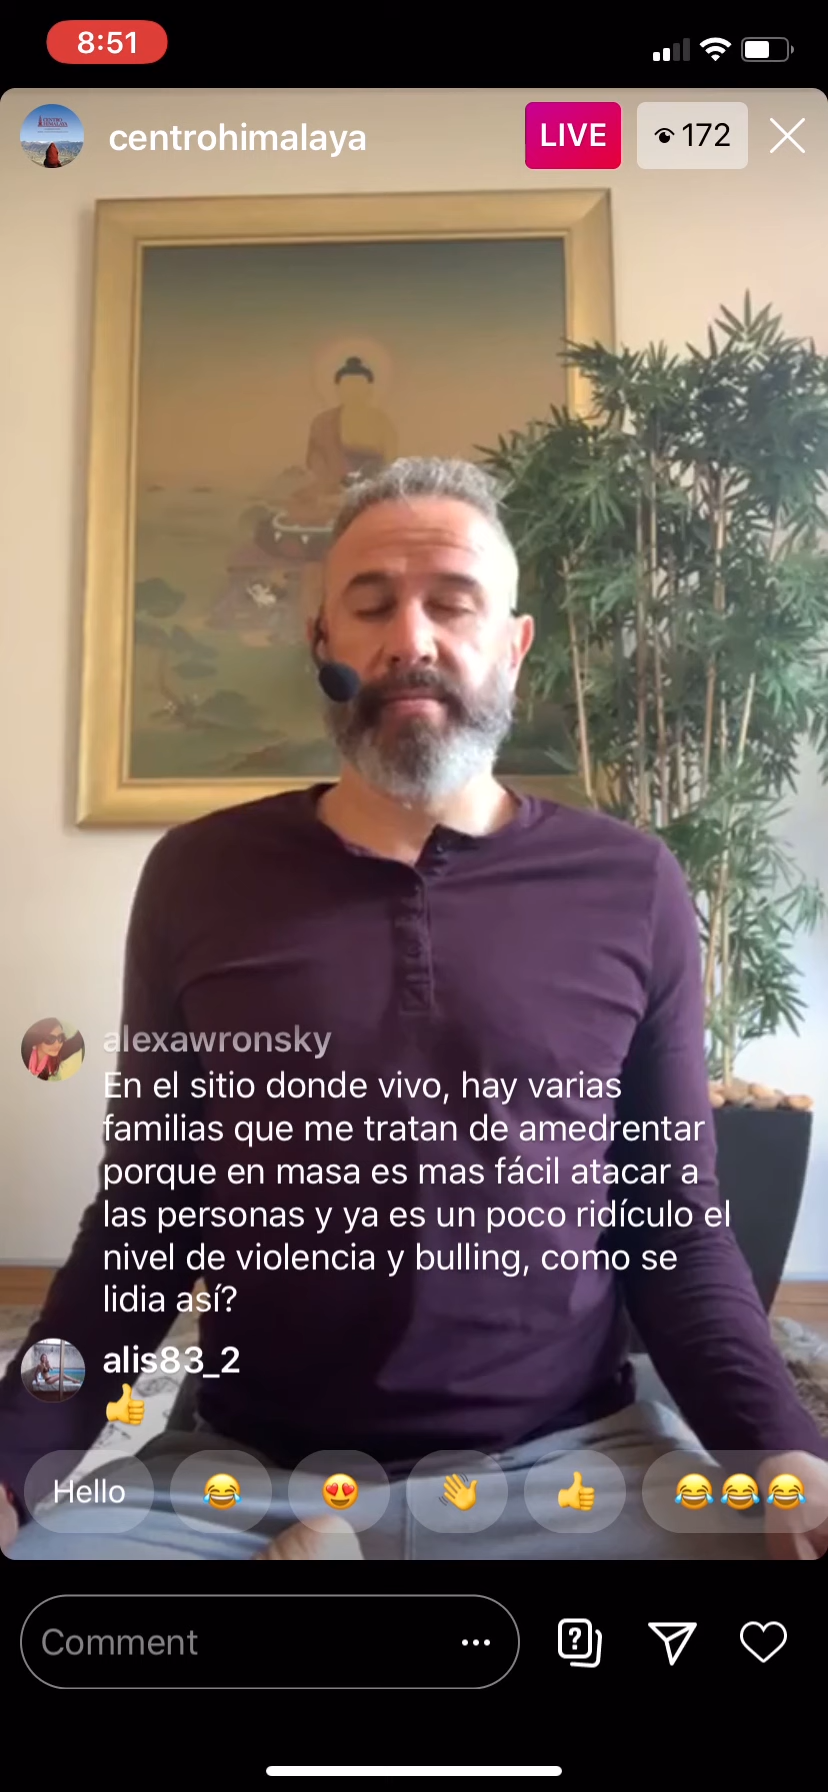 8:51
centrohimalaya
LIVE
172
alexawronsky
En el sitio donde vivo, hay varias
familias que me tratan de amedrentar
porque en masa es mas fácil atacar a
las personas y ya es un poco ridículo el
nivel de violencia y bulling, como se
lidia así?
alis83_2
👍
Hello 😂 😍 👋 👍 😂😂😂
Comment